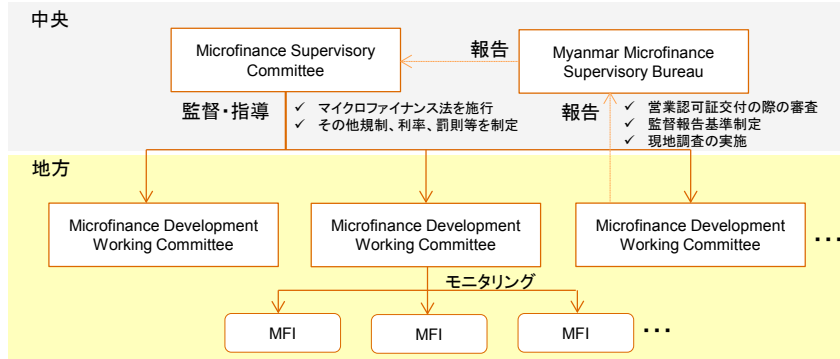 中央
Microfinance Supervisory
Committee
報告
Myanmar Microfinance
Supervisory Bureau
監督・指導
✓ マイクロファイナンス法を施行
✓ その他規制、利率、罰則等を制定
報告
✓ 営業認可証交付の際の審査
✓ 監督報告基準制定
✓ 現地調査の実施
地方
Microfinance Development
Working Committee
Microfinance Development
Working Committee
Microfinance Development
Working Committee
...
モニタリング
MFI
MFI
MFI
...